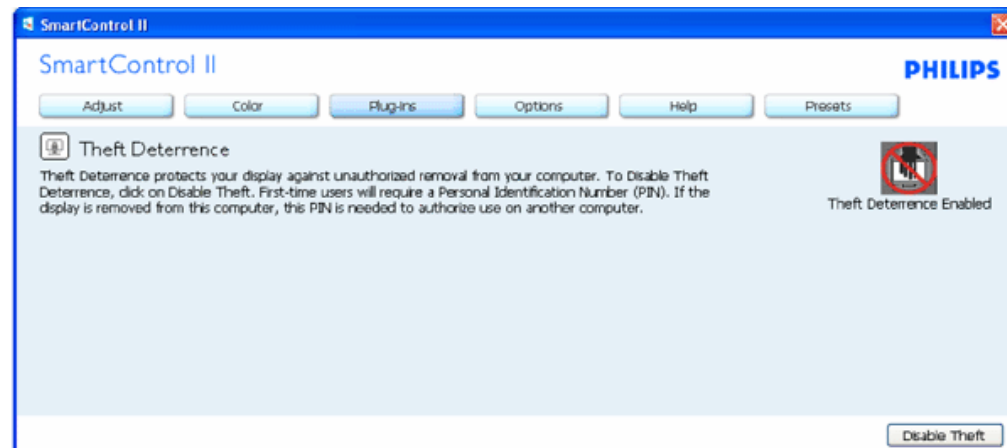 SmartControl II
SmartControl II
PHILIPS
Adjust Color Plug-Ins Options Help Presets
Theft Deterrence
Theft Deterrence protects your display against unauthorized removal from your computer. To Disable Theft
Deterrence, click on Disable Theft. First-time users will require a Personal Identification Number (PIN). If the
display is removed from this computer, this PIN is needed to authorize use on another computer.
Theft Deterrence Enabled
Disable Theft